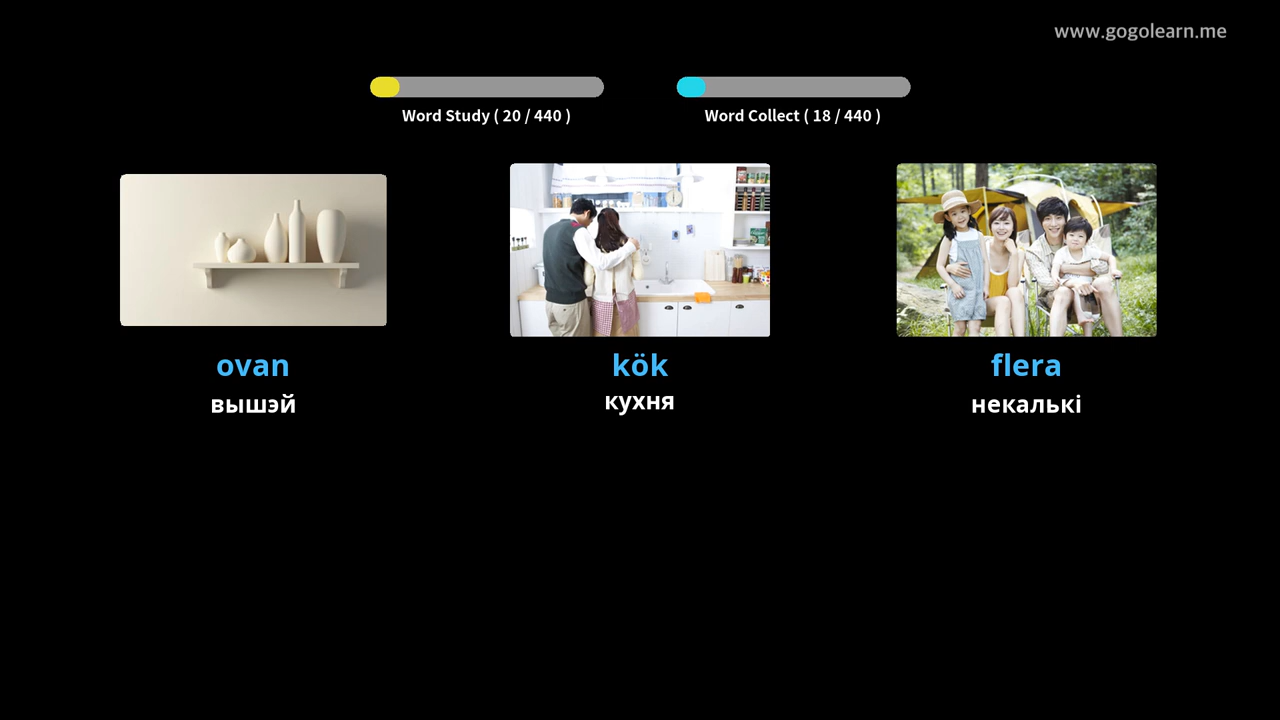 www.gogolearn.me
Word Study ( 20 / 440 )
Word Collect ( 18 / 440 )
ovan
kök
flera
вышэй
кухня
некалькі